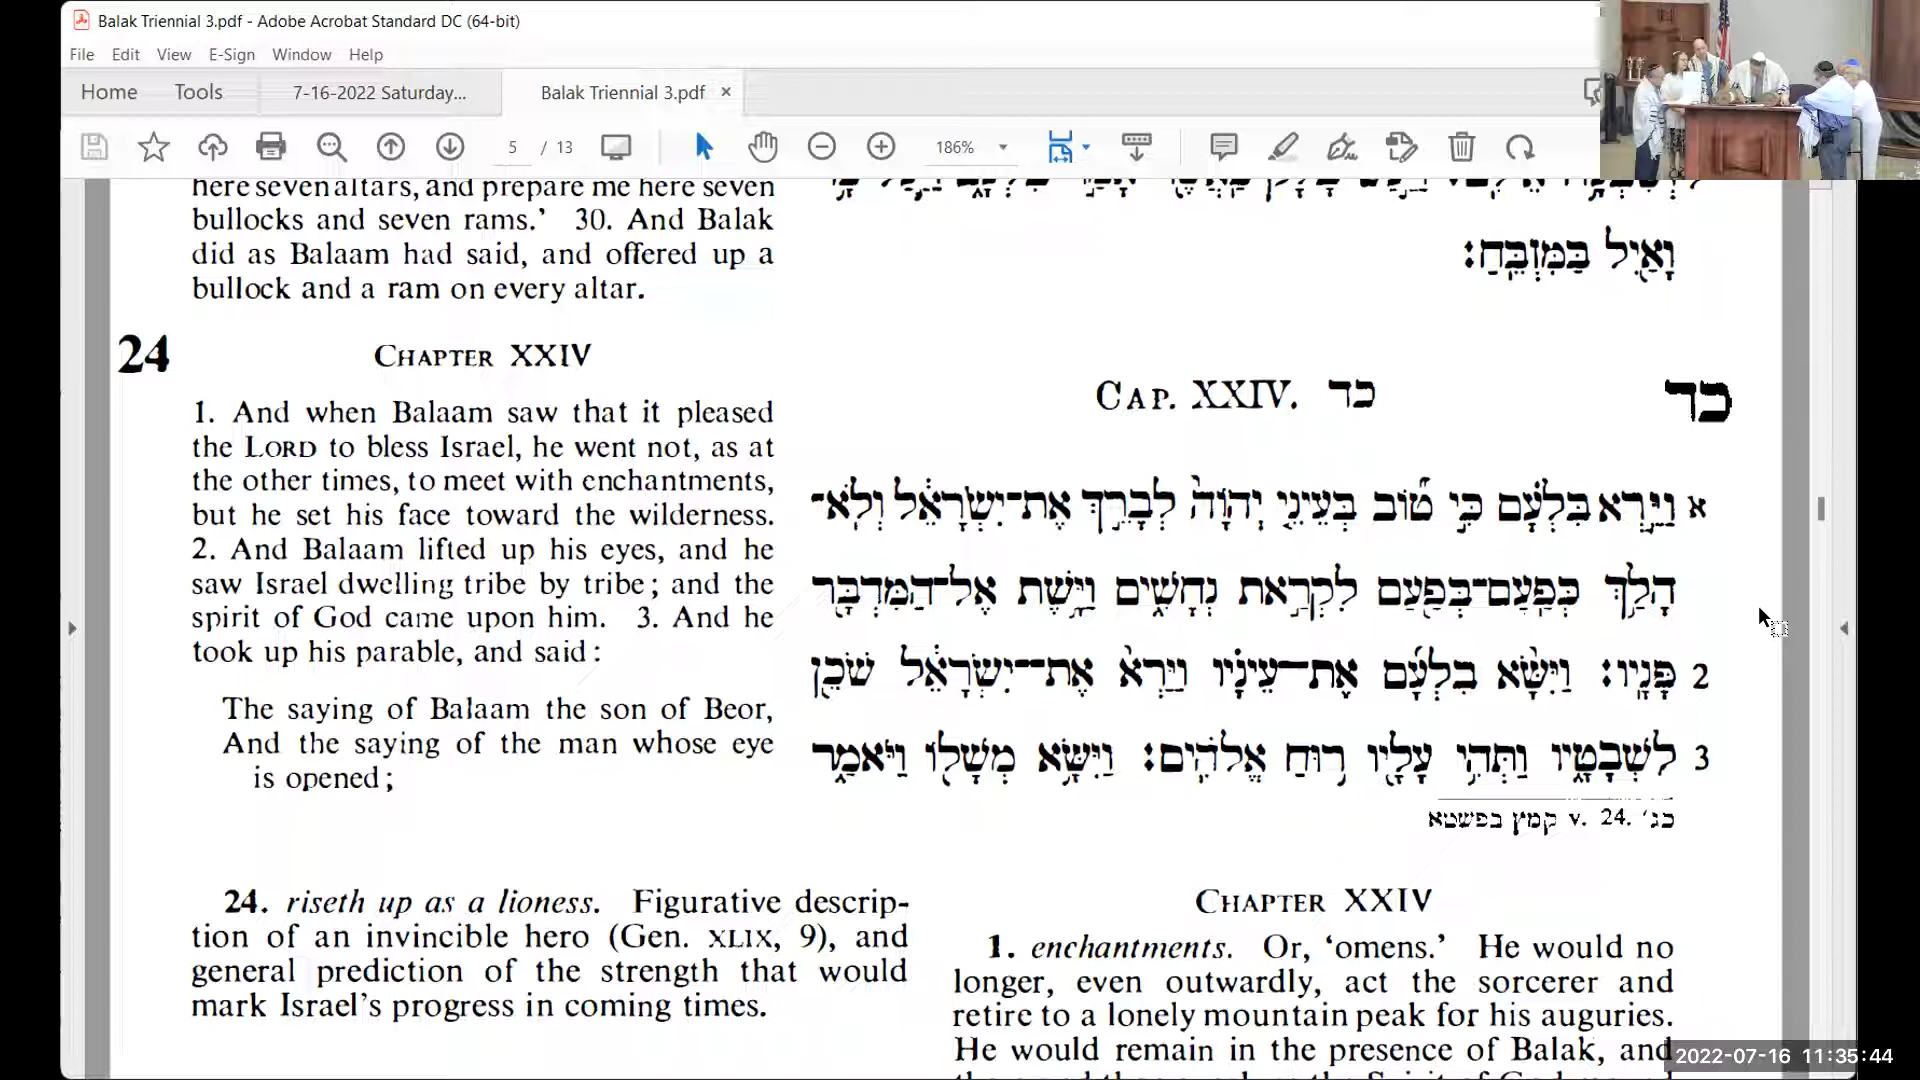 Balak Triennial 3.pdf - Adobe Acrobat Standard DC (64-bit)
File Edit View E-Sign Window Help
Home Tools 7-16-2022 Saturday... Balak Triennial 3.pdf ×
5 / 13 186%
here seven altars, and prepare me here seven
bullocks and seven rams.’ 30. And Balak
did as Balaam had said, and offered up a
bullock and a ram on every altar.
24
CHAPTER XXIV
1. And when Balaam saw that it pleased
the LORD to bless Israel, he went not, as at
the other times, to meet with enchantments,
but he set his face toward the wilderness.
2. And Balaam lifted up his eyes, and he
saw Israel dwelling tribe by tribe; and the
spirit of God came upon him. 3. And he
took up his parable, and said:
The saying of Balaam the son of Beor,
And the saying of the man whose eye
is opened;
וָאַ֖יִל בַּמִּזְבֵּֽחַ׃
CAP. XXIV. כד
כד
א וַיַּ֣רְא בִּלְעָ֗ם כִּ֣י ט֞וֹב בְּעֵינֵ֤י יְהוָֹה֙ לְבָרֵ֣ךְ אֶת־יִשְׂרָאֵ֔ל וְלֹֽא־
הָלַ֥ךְ כְּפַֽעַם־בְּפַ֖עַם לִקְרַ֣את נְחָשִׁ֑ים וַיָּ֥שֶׁת אֶל־הַמִּדְבָּ֖ר
2 פָּנָֽיו׃ וַיִּשָּׂ֨א בִלְעָ֜ם אֶת־עֵינָ֗יו וַיַּרְא֙ אֶת־יִשְׂרָאֵ֔ל שֹׁכֵ֖ן
3 לִשְׁבָטָ֑יו וַתְּהִ֥י עָלָ֖יו ר֥וּחַ אֱלֹהִֽים׃ וַיִּשָּׂ֥א מְשָׁל֖וֹ וַיֹּאמַ֑ר
כג׳ v. 24. קמץ בפשטא
24. riseth up as a lioness. Figurative descrip-
tion of an invincible hero (Gen. XLIX, 9), and
general prediction of the strength that would
mark Israel’s progress in coming times.
CHAPTER XXIV
1. enchantments. Or, ‘omens.’ He would no
longer, even outwardly, act the sorcerer and
retire to a lonely mountain peak for his auguries.
He would remain in the presence of Balak, and
2022-07-16 11:35:44